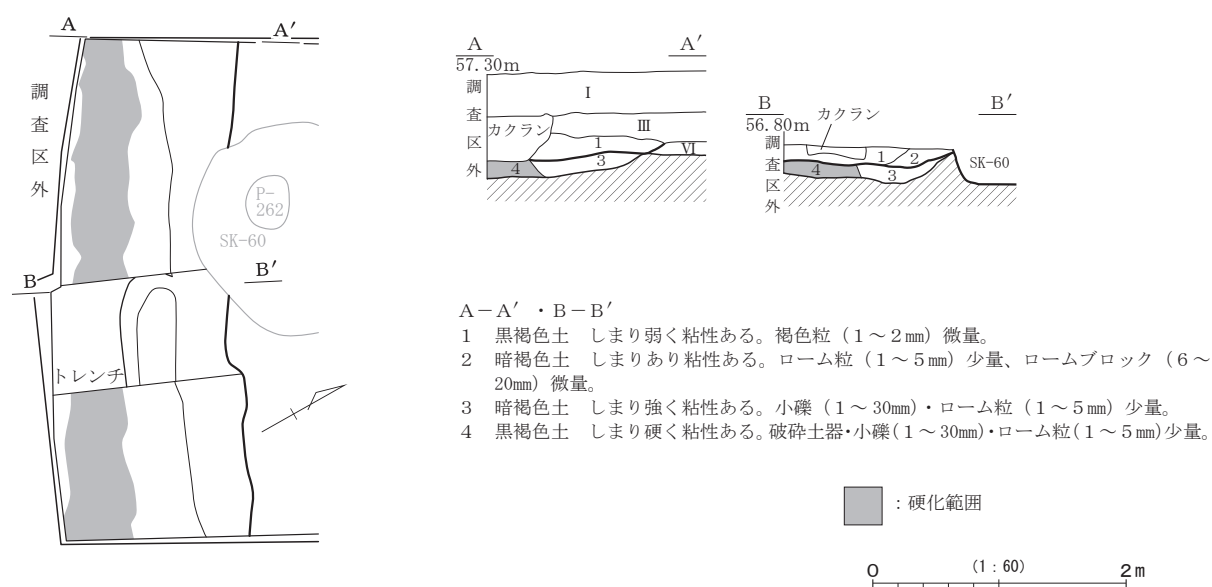 A
A′
調
査
区
外
P-
262
SK-60
B
B′
トレンチ
A
A′
57.30m
調
査
区
外
Ⅰ
カクラン
Ⅲ
1
Ⅵ
3
4
B
B′
56.80m
カクラン
調
査
区
外
1
2
SK-60
4
3
A－A′・B－B′
1 黒褐色土 しまり弱く粘性ある。褐色粒（1～2㎜）微量。
2 暗褐色土 しまりあり粘性ある。ローム粒（1～5㎜）少量、ロームブロック（6～
20㎜）微量。
3 暗褐色土 しまり強く粘性ある。小礫（1～30㎜）・ローム粒（1～5㎜）少量。
4 黒褐色土 しまり硬く粘性ある。破砕土器・小礫（1～30㎜）・ローム粒（1～5㎜）少量。
：硬化範囲
0 （1：60） 2m